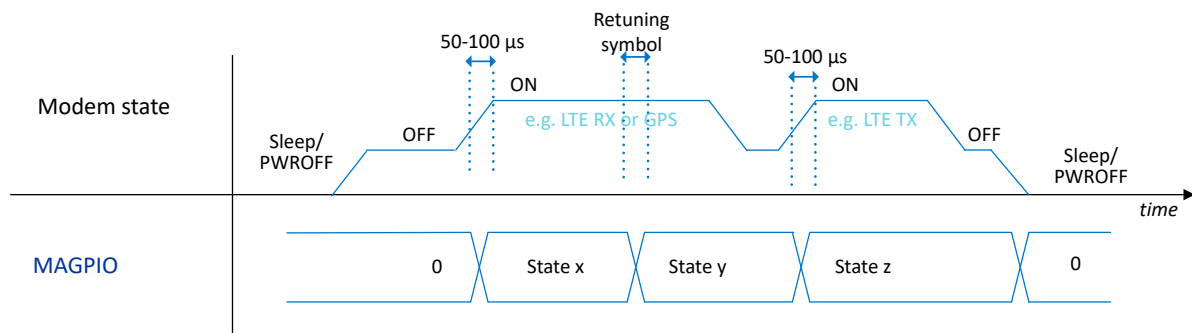 Retuning
symbol
50-100 µs
50-100 µs
ON
ON
Modem state
e.g. LTE RX or GPS
e.g. LTE TX
OFF
OFF
Sleep/
PWROFF
Sleep/
PWROFF
time
MAGPIO
0
State x
State y
State z
0